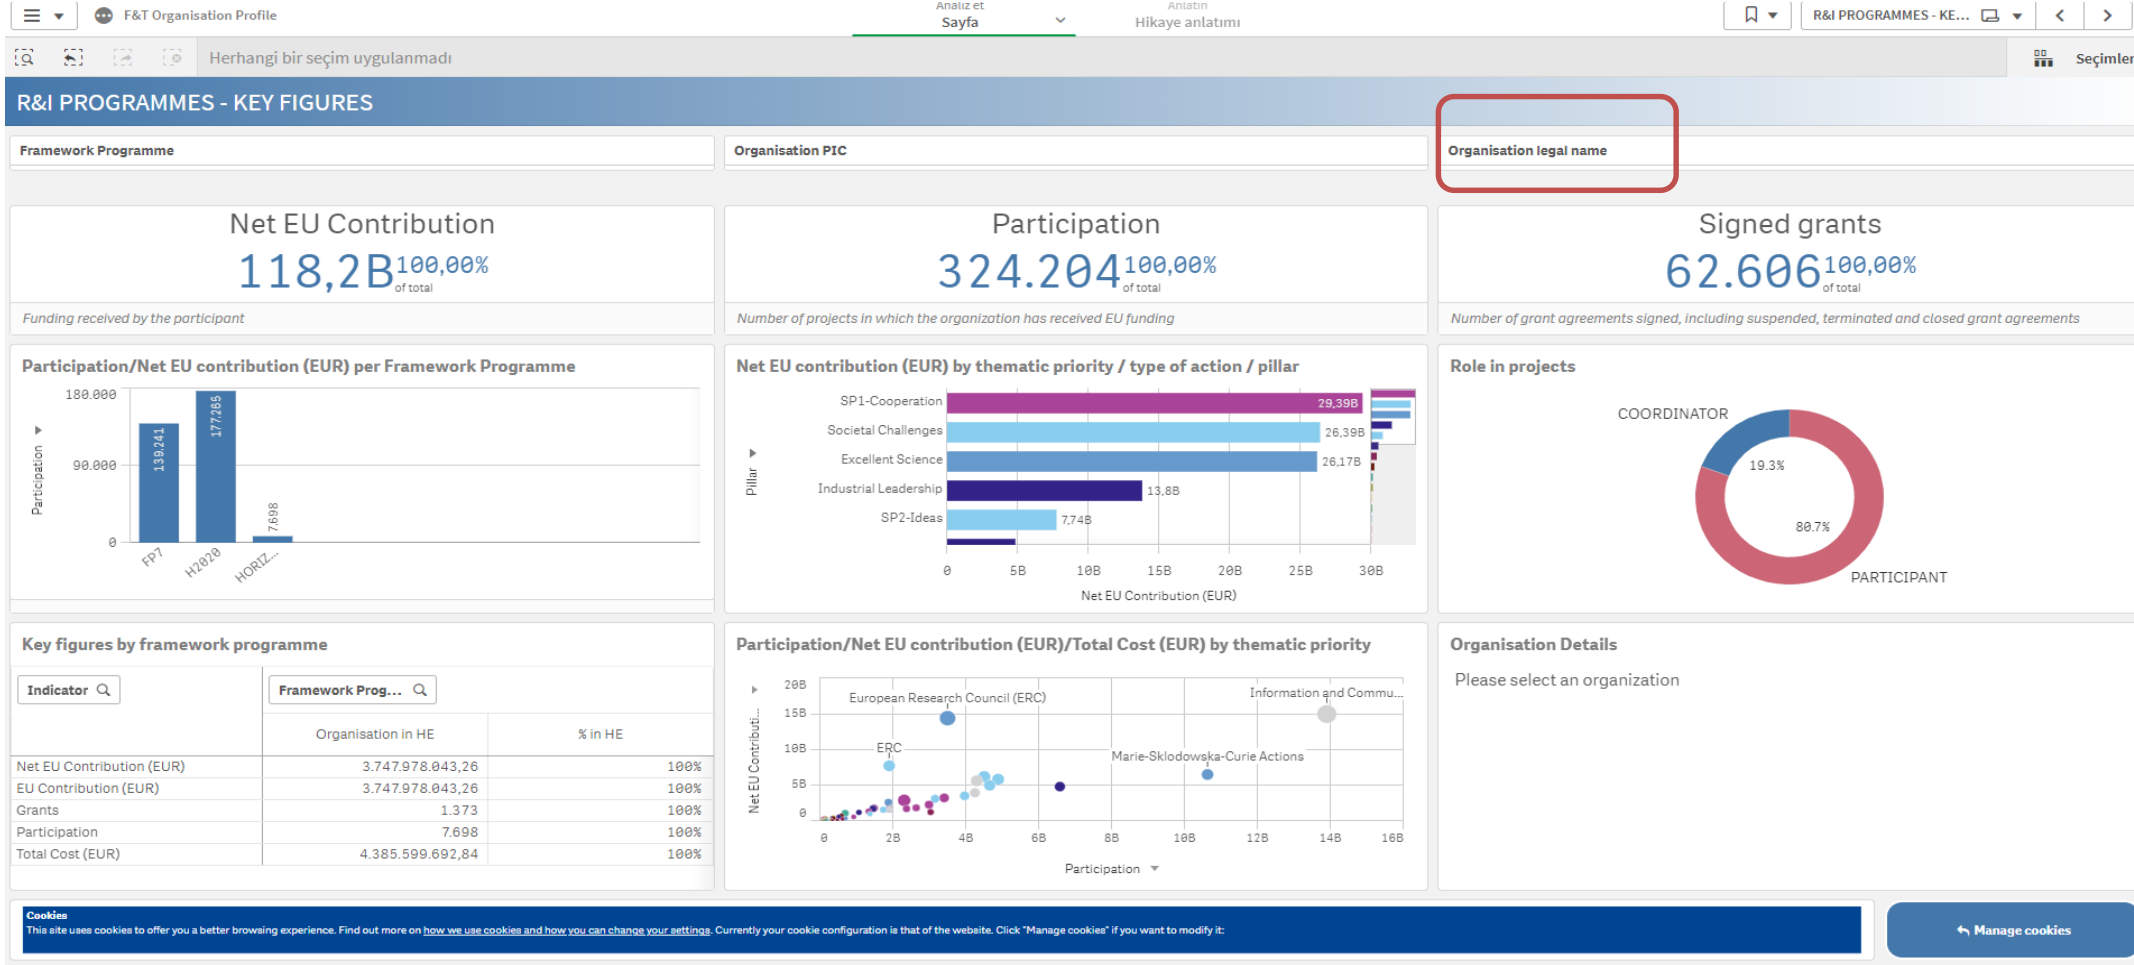 F&T Organisation Profile
Analiz et
Sayfa
Anlatın
Hikaye anlatımı
R&I PROGRAMMES - KE...
Herhangi bir seçim uygulanmadı
Seçimler
R&I PROGRAMMES - KEY FIGURES
Framework Programme
Organisation PIC
Organisation legal name
Net EU Contribution
118,2B
100,00%
of total
Funding received by the participant
Participation
324.204
100,00%
of total
Number of projects in which the organization has received EU funding
Signed grants
62.606
100,00%
of total
Number of grant agreements signed, including suspended, terminated and closed grant agreements
Participation/Net EU contribution (EUR) per Framework Programme
180.000
90.000
0
Participation
139.241
177.265
7.698
FP7
H2020
HORIZ...
Net EU contribution (EUR) by thematic priority / type of action / pillar
Pillar
SP1-Cooperation
29,39B
Societal Challenges
26,39B
Excellent Science
26,17B
Industrial Leadership
13,8B
SP2-Ideas
7,74B
0 5B 10B 15B 20B 25B 30B
Net EU Contribution (EUR)
Role in projects
COORDINATOR
19.3%
80.7%
PARTICIPANT
Key figures by framework programme
Indicator
Framework Prog...
Organisation in HE % in HE
Net EU Contribution (EUR) 3.747.978.043,26 100%
EU Contribution (EUR) 3.747.978.043,26 100%
Grants 1.373 100%
Participation 7.698 100%
Total Cost (EUR) 4.385.599.692,84 100%
Participation/Net EU contribution (EUR)/Total Cost (EUR) by thematic priority
Net EU Contributi...
20B
15B
10B
5B
0
European Research Council (ERC)
Information and Commu...
ERC
Marie-Sklodowska-Curie Actions
0 2B 4B 6B 8B 10B 12B 14B 16B
Participation
Organisation Details
Please select an organization
Cookies
This site uses cookies to offer you a better browsing experience. Find out more on how we use cookies and how you can change your settings. Currently your cookie configuration is that of the website. Click "Manage cookies" if you want to modify it:
Manage cookies